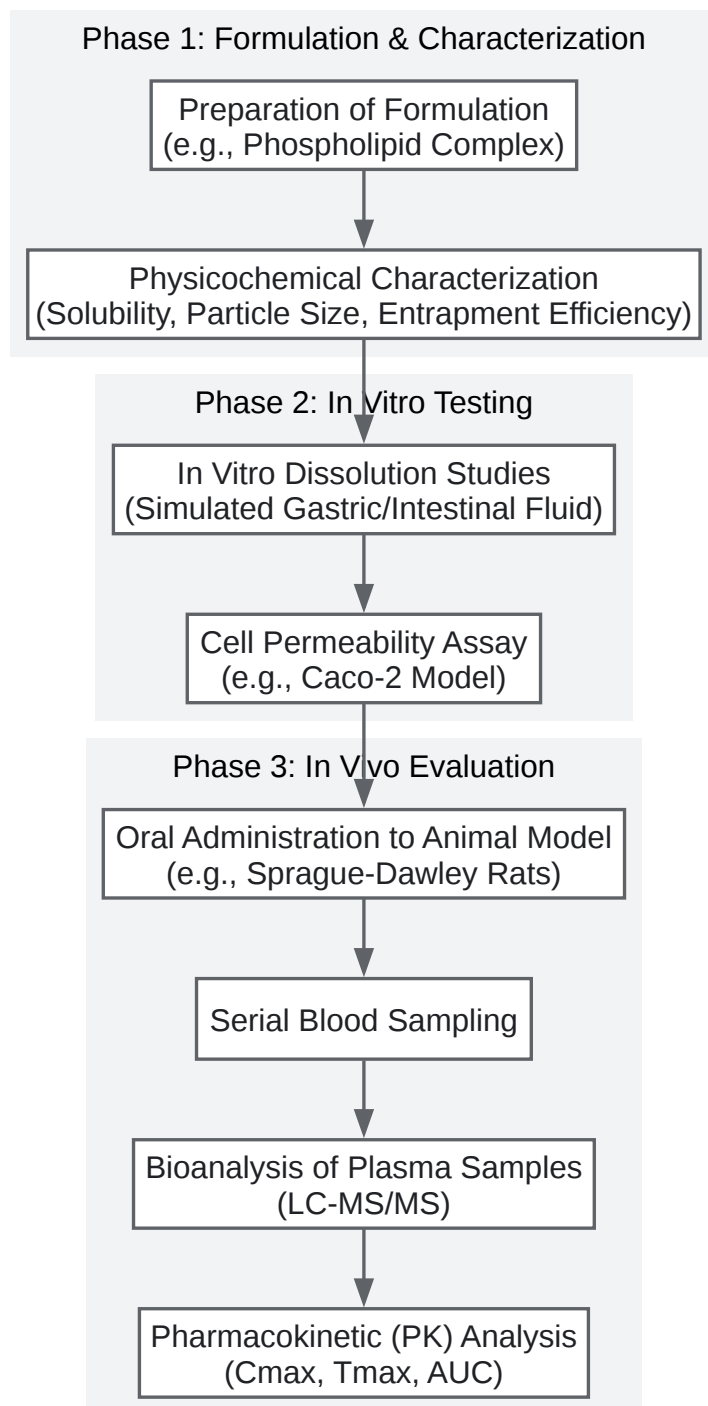 Phase 1: Formulation & Characterization
Preparation of Formulation
(e.g., Phospholipid Complex)
Physicochemical Characterization
(Solubility, Particle Size, Entrapment Efficiency)
Phase 2: In Vitro Testing
In Vitro Dissolution Studies
(Simulated Gastric/Intestinal Fluid)
Cell Permeability Assay
(e.g., Caco-2 Model)
Phase 3: In Vivo Evaluation
Oral Administration to Animal Model
(e.g., Sprague-Dawley Rats)
Serial Blood Sampling
Bioanalysis of Plasma Samples
(LC-MS/MS)
Pharmacokinetic (PK) Analysis
(Cmax, Tmax, AUC)